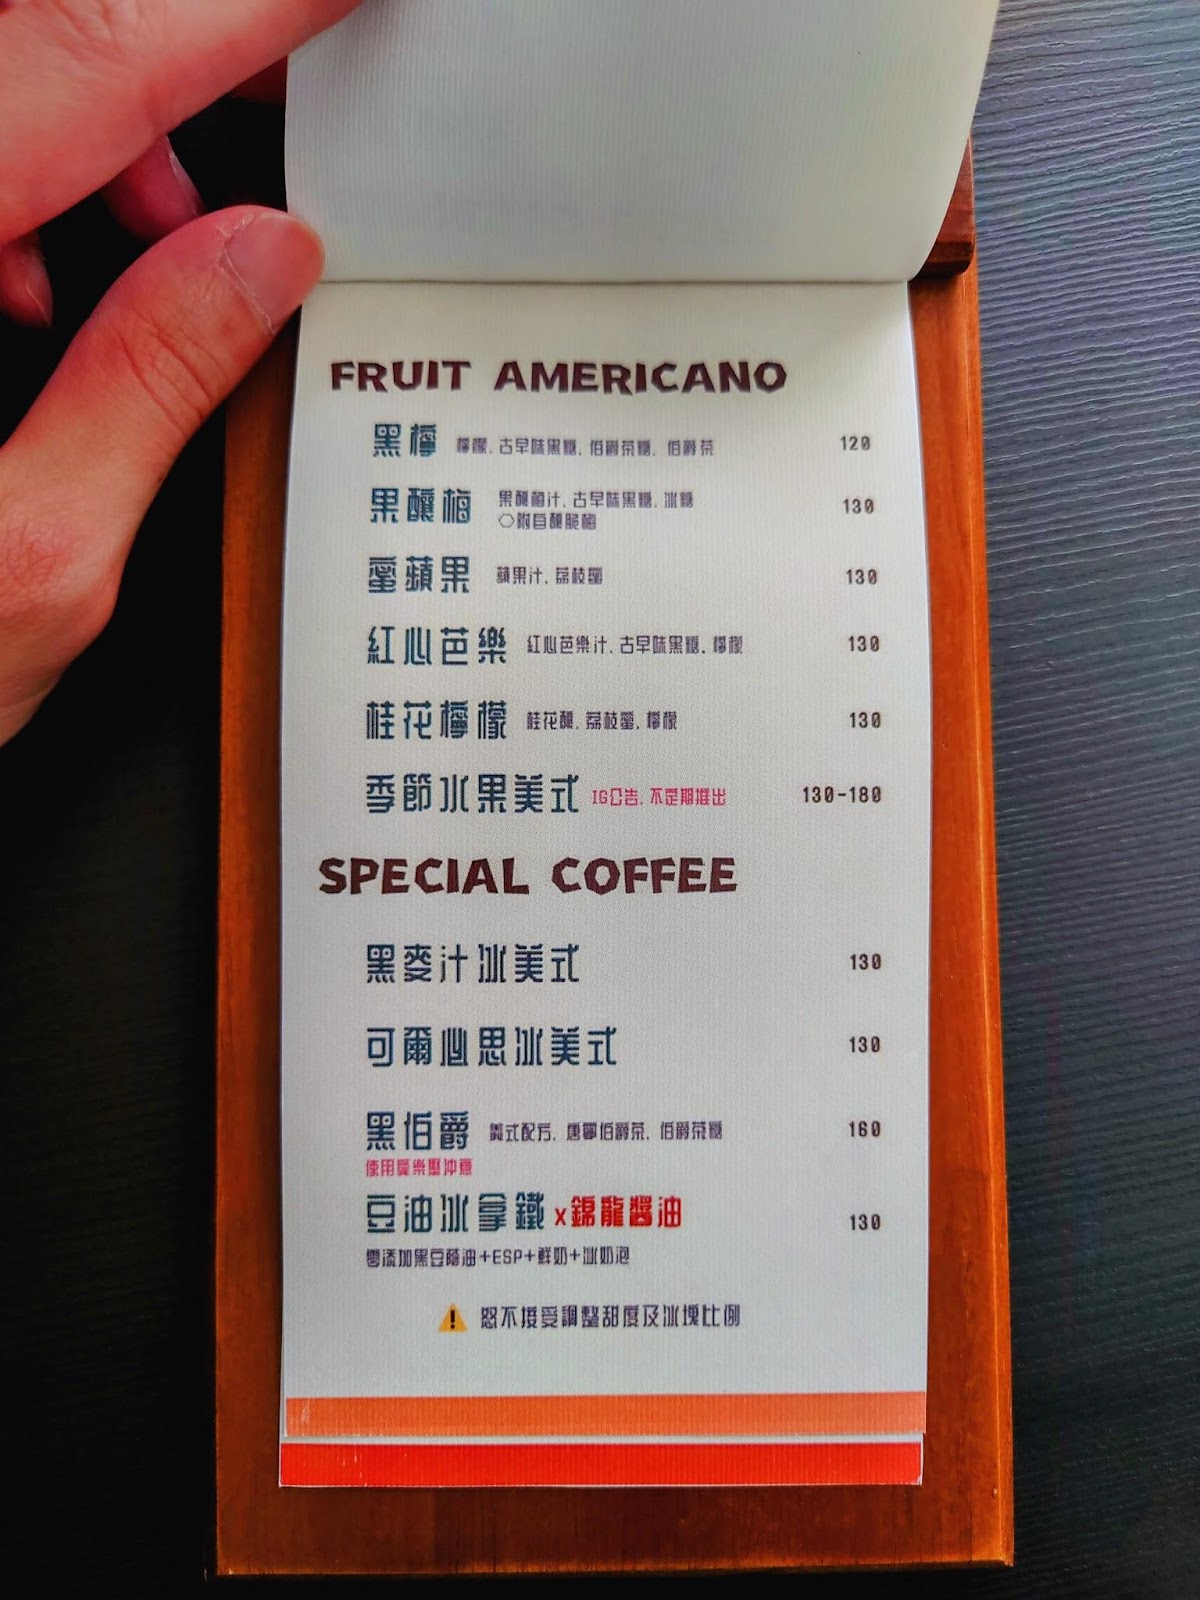 FRUIT AMERICANO
黑檸 檸檬、古早味黑糖、伯爵茶糖、伯爵茶 120
果釀梅 果釀梅汁、古早味黑糖、冰糖 130
○附自釀脆梅
蜜蘋果 蘋果汁、荔枝蜜 130
紅心芭樂 紅心芭樂汁、古早味黑糖、檸檬 130
桂花檸檬 桂花釀、荔枝蜜、檸檬 130
季節水果美式 IG公告、不定期推出 130-180
SPECIAL COFFEE
黑麥汁冰美式 130
可爾必思冰美式 130
黑伯爵 義式配方、唐寧伯爵茶、伯爵茶糖 160
使用愛樂壓沖煮
豆油冰拿鐵 x錦龍醬油 130
零添加黑豆蔭油+ESP+鮮奶+冰奶泡
恕不接受調整甜度及冰塊比例